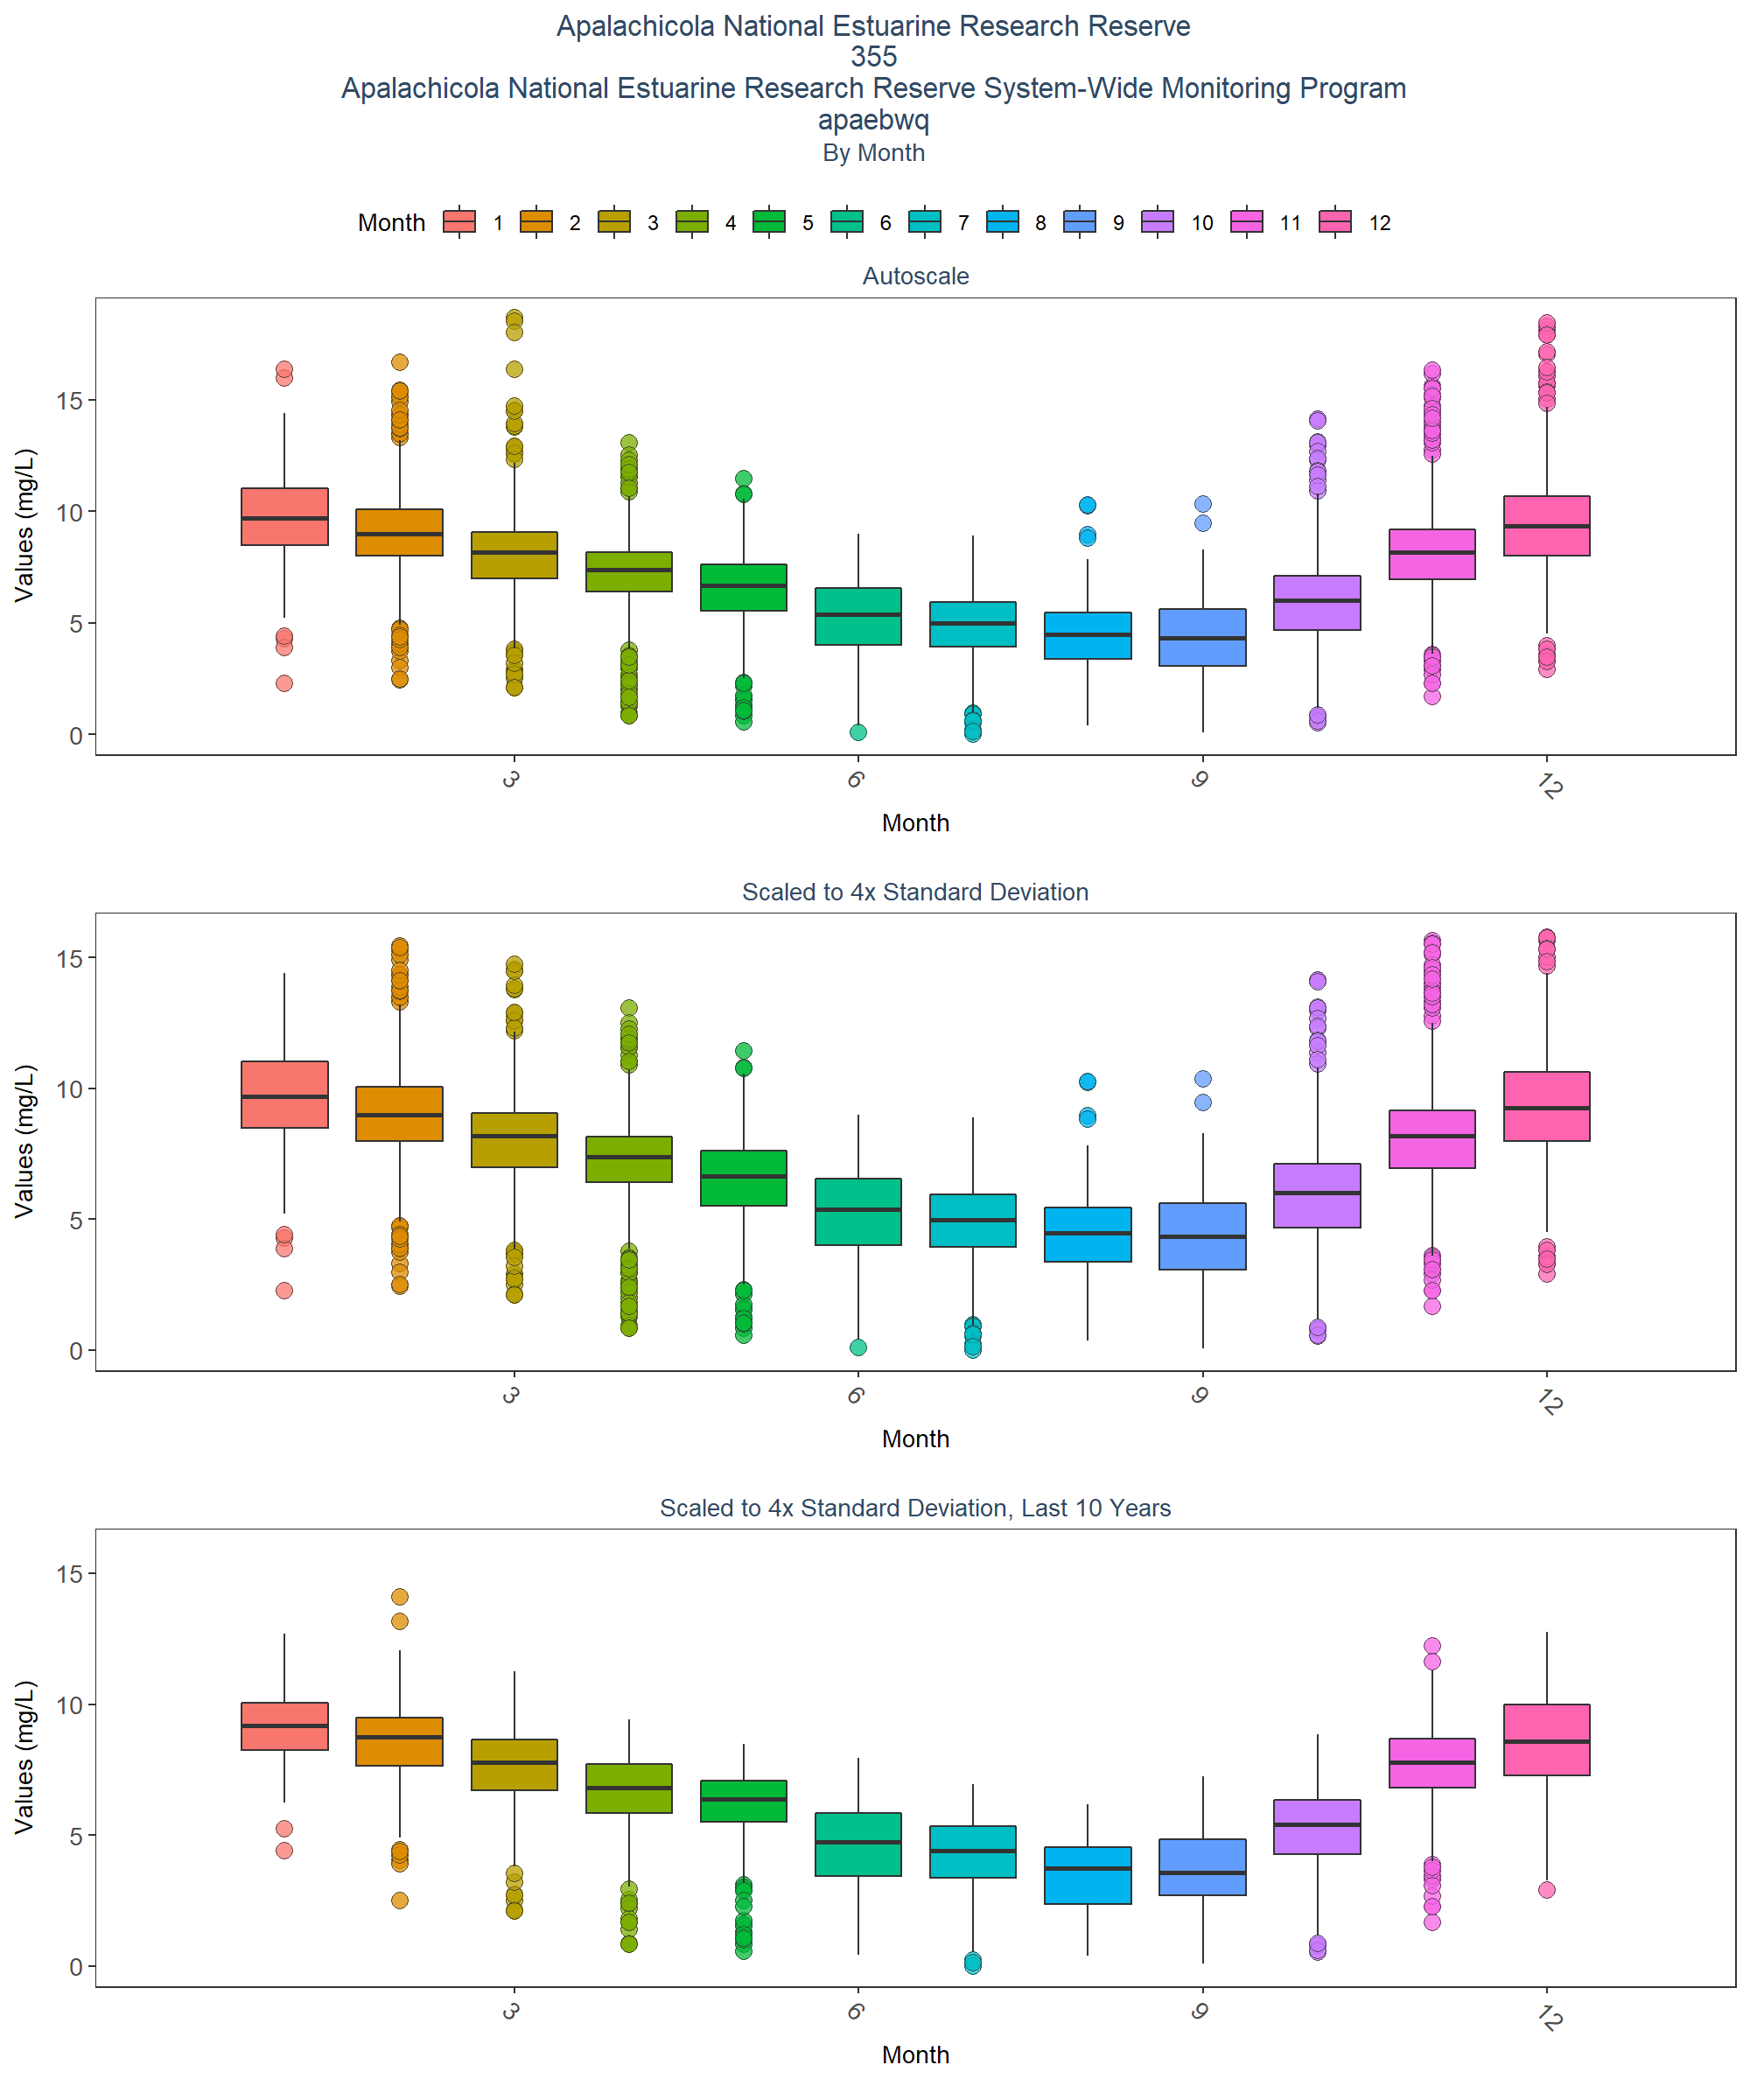 Apalachicola National Estuarine Research Reserve
355
Apalachicola National Estuarine Research Reserve System-Wide Monitoring Program
apaebwq
By Month
Month 1 2 3 4 5 6 7 8 9 10 11 12
Autoscale
Values (mg/L)
15
10
5
0
3 6 9 12
Month
Scaled to 4x Standard Deviation
Values (mg/L)
15
10
5
0
3 6 9 12
Month
Scaled to 4x Standard Deviation, Last 10 Years
Values (mg/L)
15
10
5
0
3 6 9 12
Month